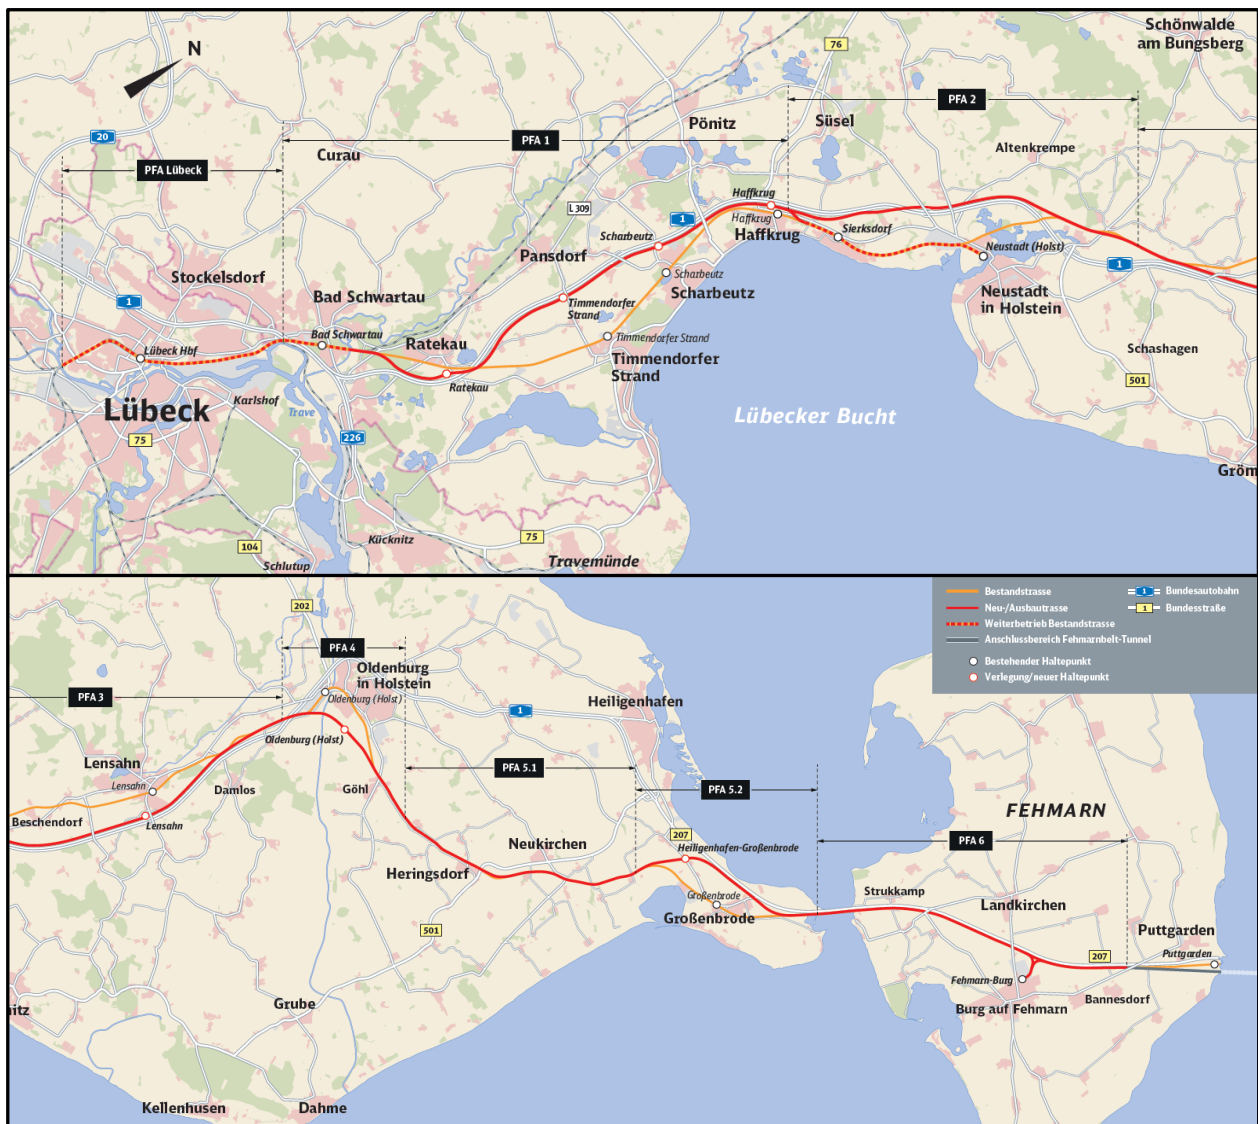 Schönwalde
am Bungsberg
N
76
PFA 2
20
PFA 1
Pönitz
Süsel
Curau
Altenkrempe
PFA Lübeck
Haffkrug
L 309
1
Haffkrug
Haffkrug
Scharbeutz
Sierksdorf
Neustadt (Holst)
Pansdorf
1
Stockelsdorf
Scharbeutz
Scharbeutz
Neustadt
in Holstein
Bad Schwartau
1
Timmendorfer
Strand
Bad Schwartau
Ratekau
Timmendorfer Strand
Lübeck Hbf
Timmendorfer
Strand
Schashagen
Ratekau
501
Karlshof
Lübeck
Trave
Lübecker Bucht
75
226
Gröm
Kücknitz
75
104
Schlutup
Travemünde
Bestandstrasse
Neu-/Ausbautrasse
Weiterbetrieb Bestandstrasse
Anschlussbereich Fehmarnbelt-Tunnel
Bestehender Haltepunkt
Verlegung/neuer Haltepunkt
1 Bundesautobahn
1 Bundesstraße
202
PFA 4
Oldenburg
in Holstein
PFA 3
Oldenburg (Holst)
Heiligenhafen
1
Oldenburg (Holst)
Lensahn
PFA 5.1
Lensahn
Damlos
Göhl
PFA 5.2
Beschendorf
Lensahn
FEHMARN
207
Neukirchen
Heiligenhafen-Großenbrode
PFA 6
Heringsdorf
Strukkamp
Großenbrode
Großenbrode
Landkirchen
501
Puttgarden
207
Puttgarden
Fehmarn-Burg
Bannesdorf
Grube
Burg auf Fehmarn
nitz
Kellenhusen
Dahme